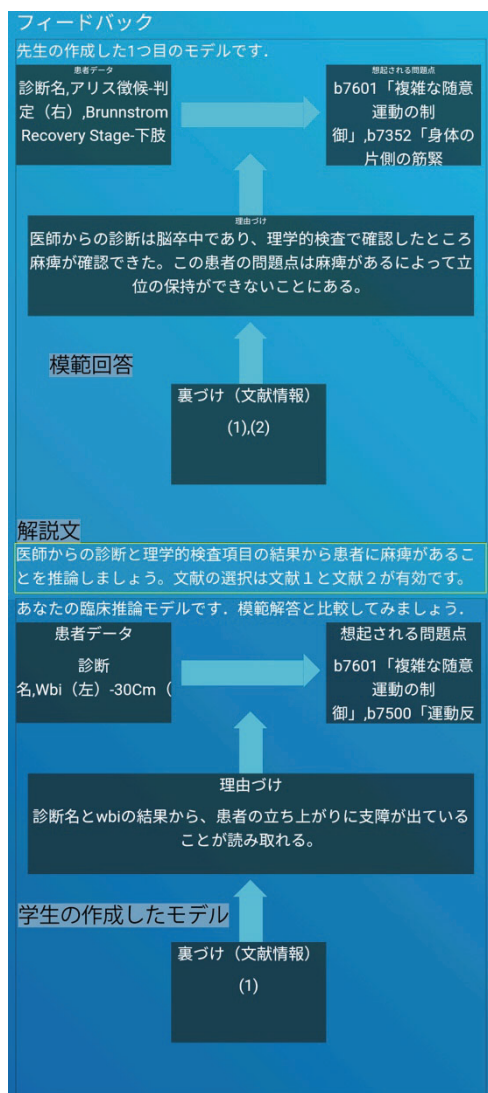 フィードバック
先生の作成した1つ目のモデルです.
患者データ
診断名,アリス徴候-判
定（右）,Brunnstrom
Recovery Stage-下肢
想起される問題点
b7601「複雑な随意
運動の制
御」,b7352「身体の
片側の筋緊
理由づけ
医師からの診断は脳卒中であり、理学的検査で確認したところ
麻痺が確認できた。この患者の問題点は麻痺があるによって立
位の保持ができないことにある。
模範回答
裏づけ（文献情報）
(1),(2)
解説文
医師からの診断と理学的検査項目の結果から患者に麻痺があるこ
とを推論しましょう。文献の選択は文献１と文献２が有効です。
あなたの臨床推論モデルです．模範解答と比較してみましょう．
患者データ
診断
名,Wbi（左）-30Cm（
想起される問題点
b7601「複雑な随意
運動の制
御」,b7500「運動反
理由づけ
診断名とwbiの結果から、患者の立ち上がりに支障が出ている
ことが読み取れる。
学生の作成したモデル
裏づけ（文献情報）
(1)